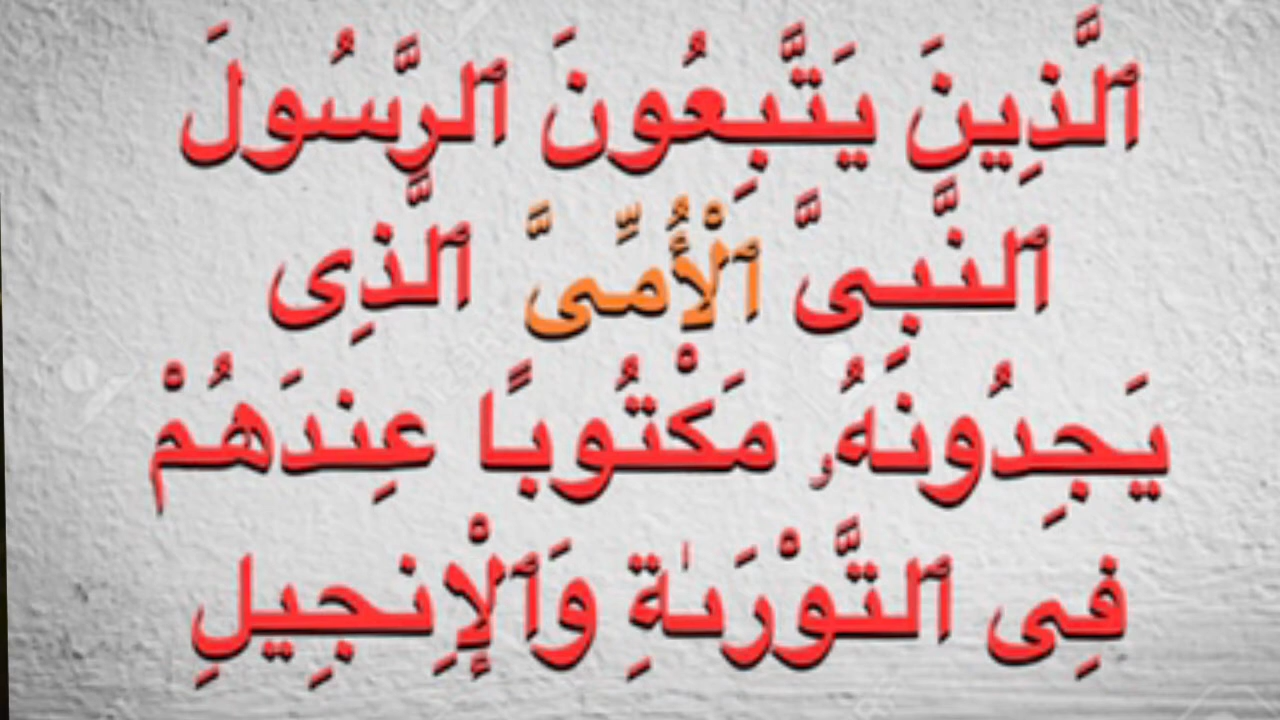 ٱلَّذِينَ يَتَّبِعُونَ ٱلرَّسُولَ
ٱلنَّبِىَّ ٱلْأُمِّىَّ ٱلَّذِى
يَجِدُونَهُۥ مَكْتُوبًا عِندَهُمْ
فِى ٱلتَّوْرَىٰةِ وَٱلْإِنجِيلِ